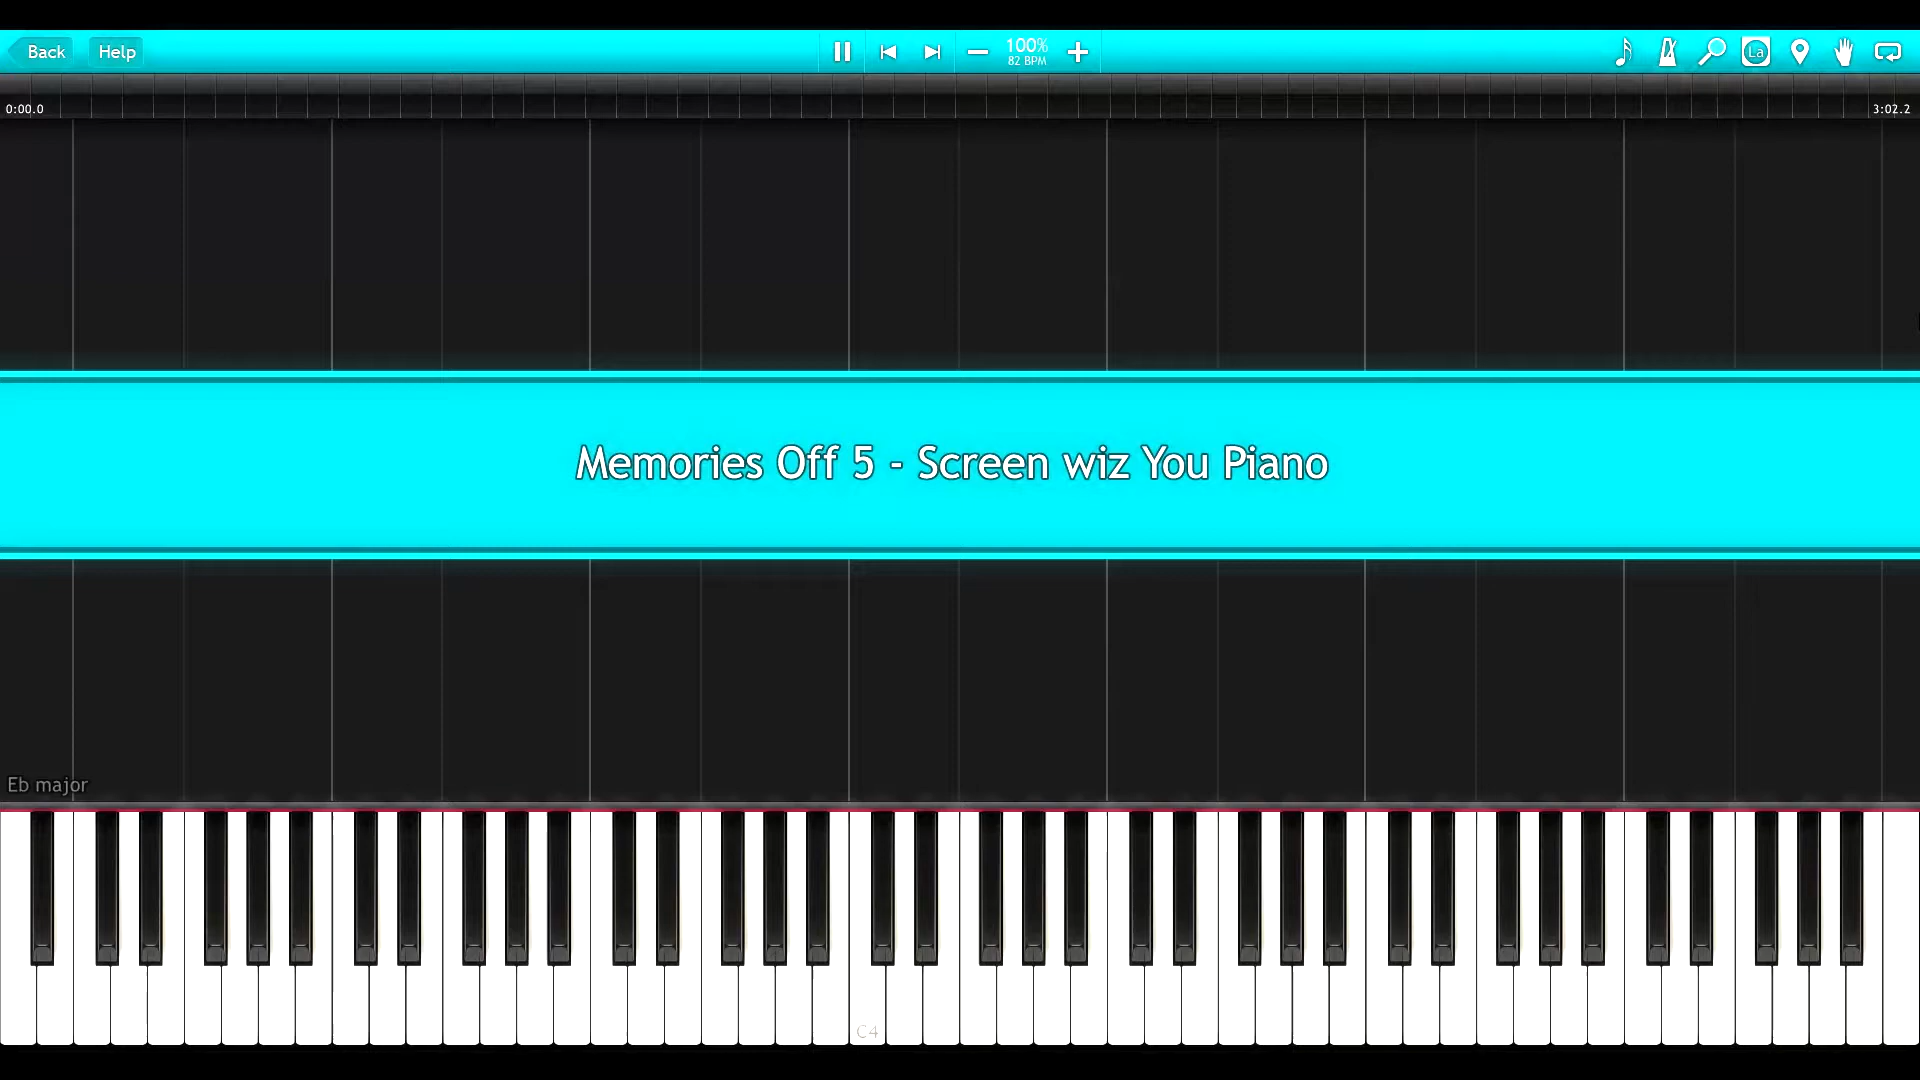 Back Help
100%
82 BPM
La
0:00.0
3:02.2
Memories Off 5 - Screen wiz You Piano
Eb major
C4